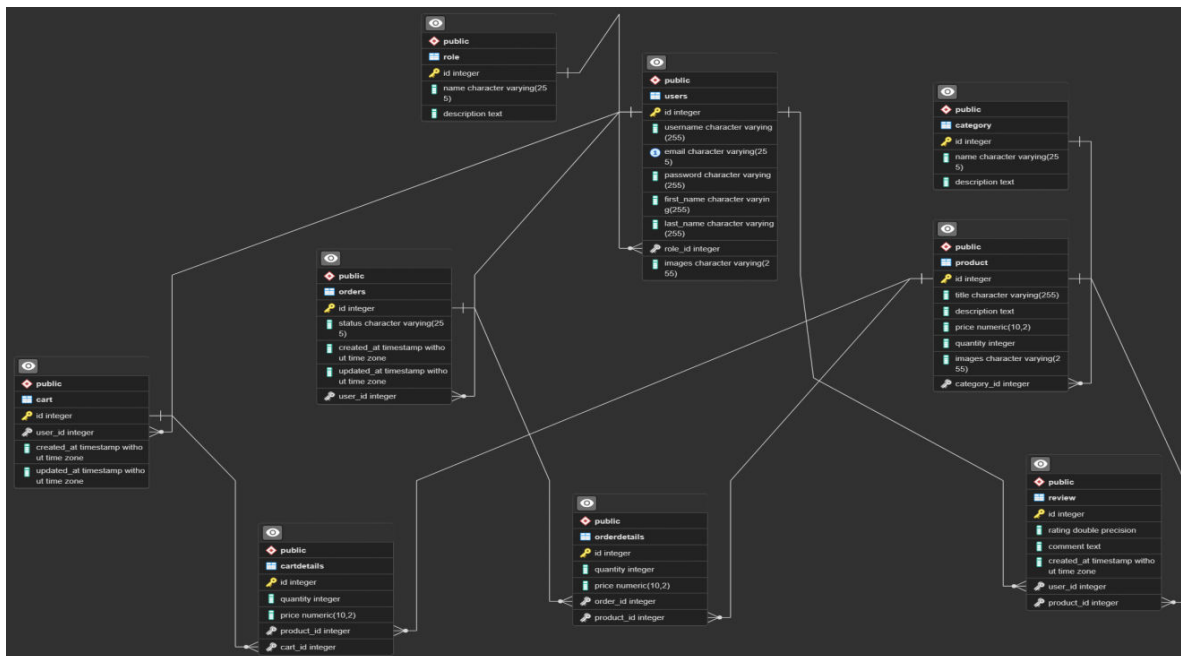 public
role
id integer
name character varying(25
5)
description text
public
users
id integer
username character varying
(255)
email character varying(25
5)
password character varying
(255)
first_name character varyin
g(255)
last_name character varying
(255)
role_id integer
images character varying(2
55)
public
category
id integer
name character varying(25
5)
description text
public
product
id integer
title character varying(255)
description text
price numeric(10,2)
quantity integer
images character varying(2
55)
category_id integer
public
orders
id integer
status character varying(25
5)
created_at timestamp witho
ut time zone
updated_at timestamp witho
ut time zone
user_id integer
public
cart
id integer
user_id integer
created_at timestamp witho
ut time zone
updated_at timestamp witho
ut time zone
public
cartdetails
id integer
quantity integer
price numeric(10,2)
product_id integer
cart_id integer
public
orderdetails
id integer
quantity integer
price numeric(10,2)
order_id integer
product_id integer
public
review
id integer
rating double precision
comment text
created_at timestamp witho
ut time zone
user_id integer
product_id integer